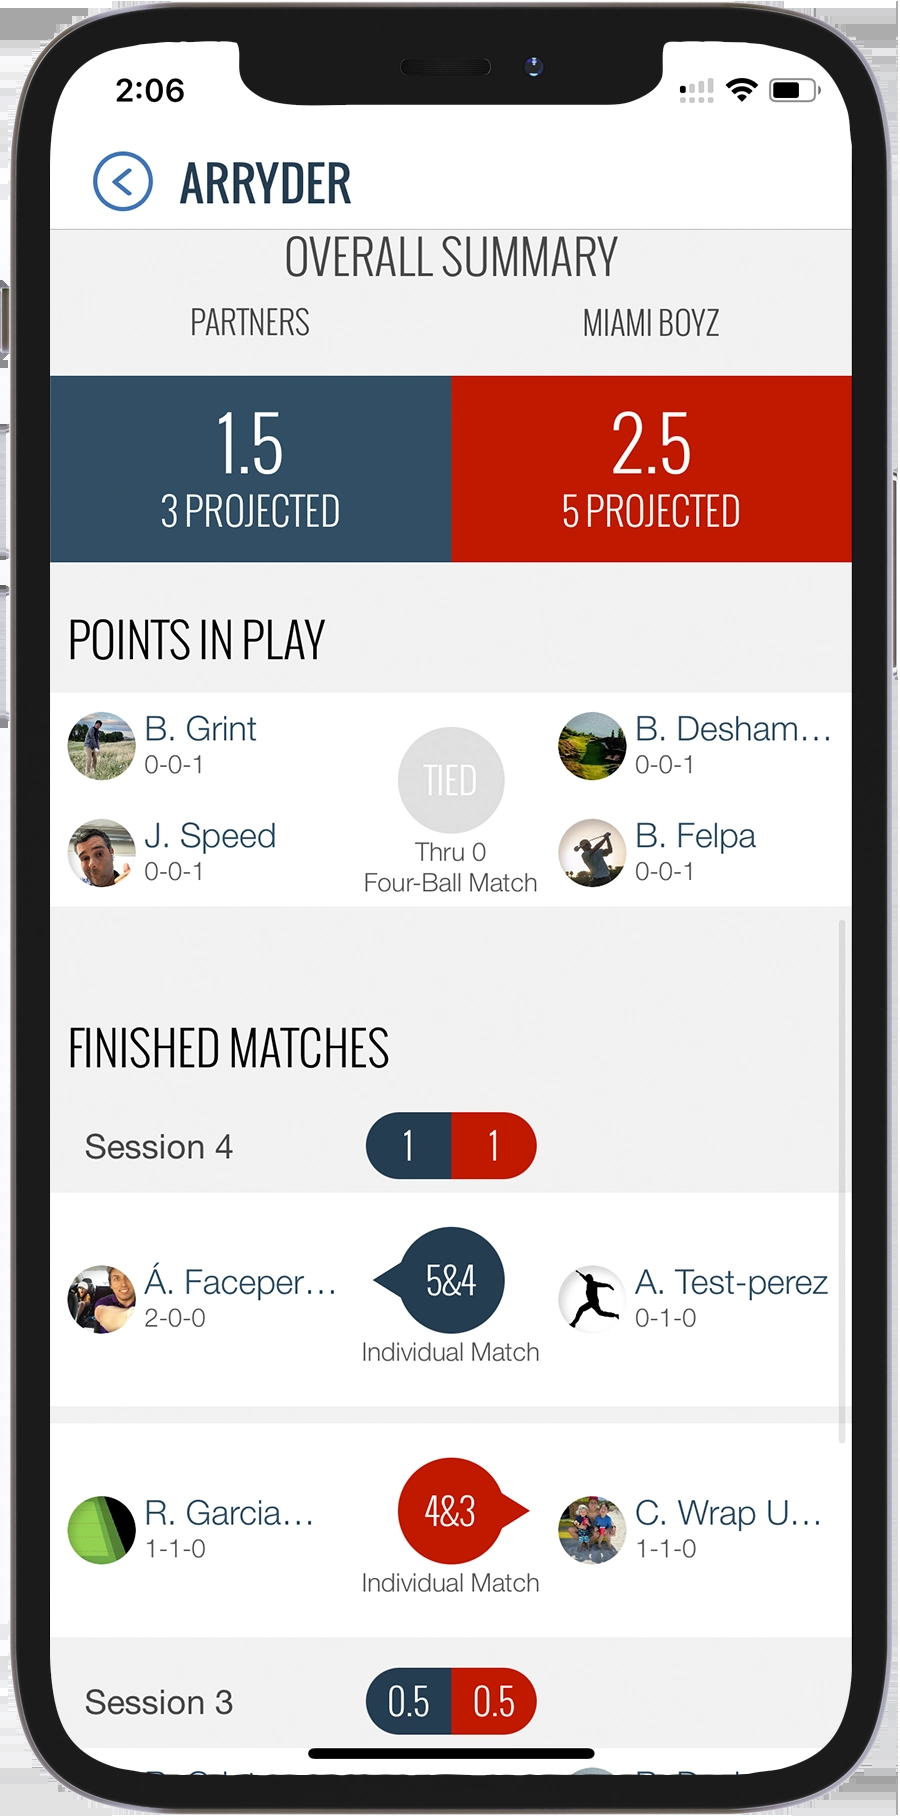 2:06
ARRYDER
OVERALL SUMMARY
PARTNERS MIAMI BOYZ
1.5 2.5
3 PROJECTED 5 PROJECTED
POINTS IN PLAY
B. Grint B. Desham...
0-0-1 0-0-1
TIED
J. Speed B. Felpa
0-0-1 0-0-1
Thru 0
Four-Ball Match
FINISHED MATCHES
Session 4 1 1
Á. Faceper... 5&4 A. Test-perez
2-0-0 0-1-0
Individual Match
R. Garcia... 4&3 C. Wrap U...
1-1-0 1-1-0
Individual Match
Session 3 0.5 0.5